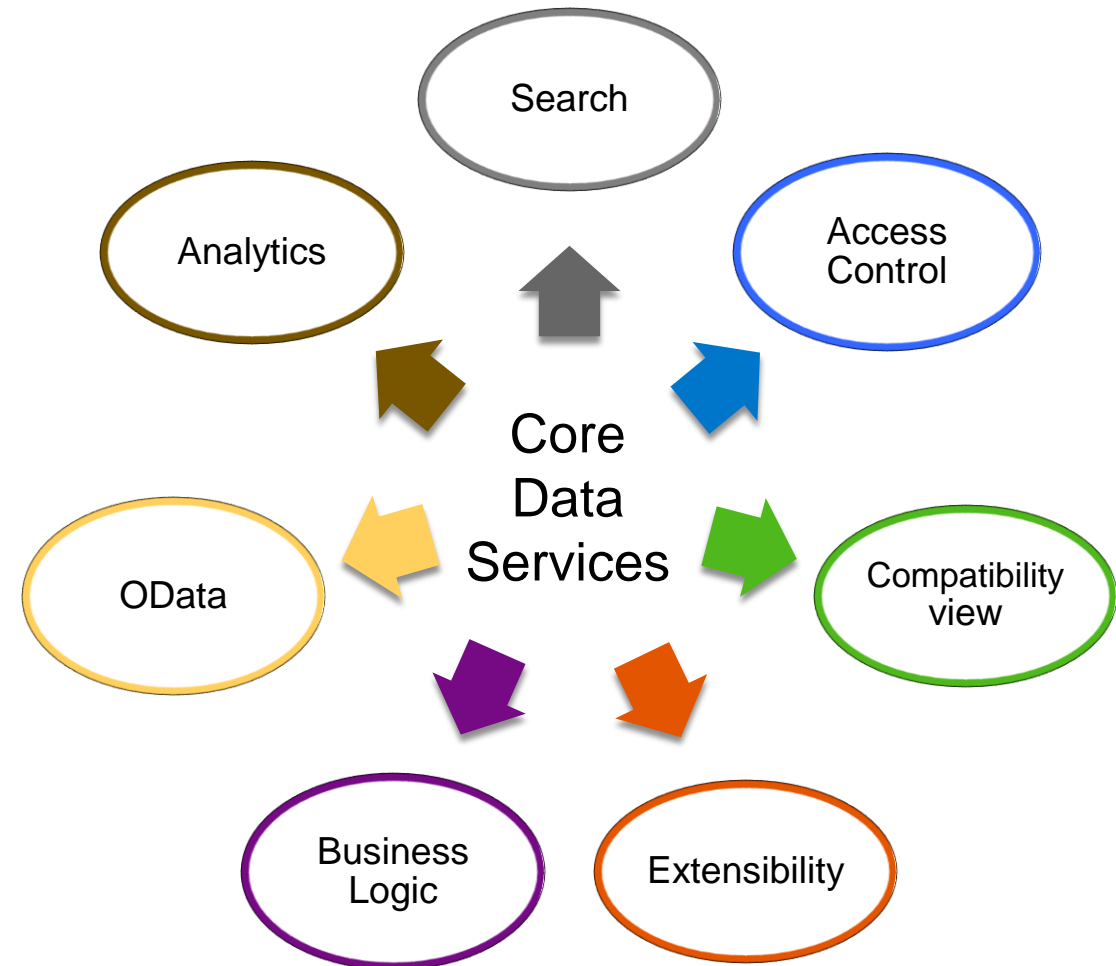 Search
Analytics
Access
Control
Core
Data
Services
OData
Compatibility
view
Business
Logic
Extensibility